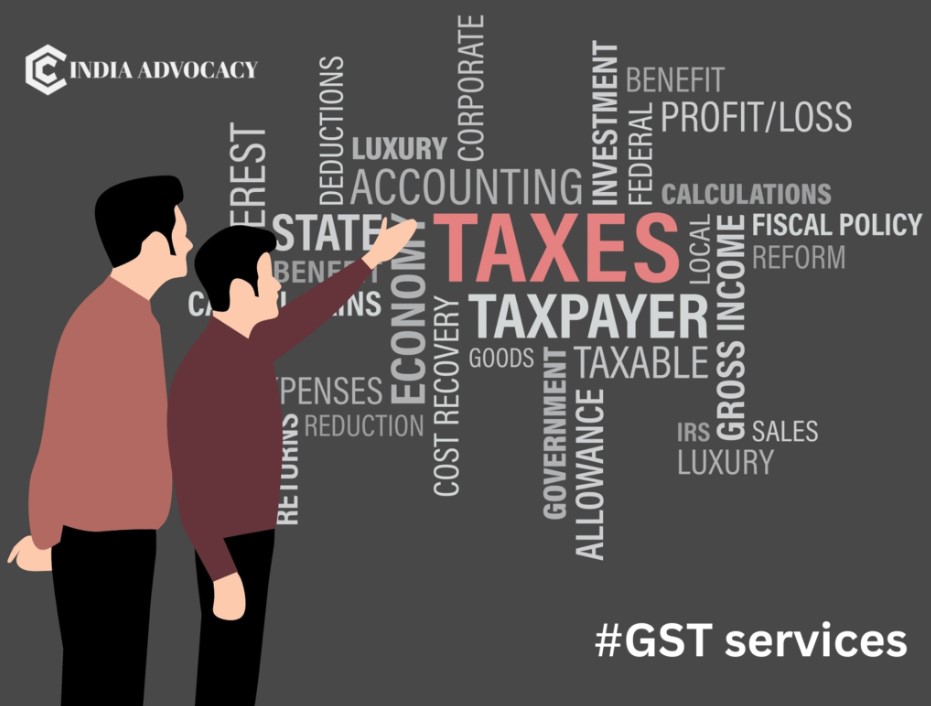 INDIA ADVOCACY
DEDUCTIONS
CORPORATE
INVESTMENT
BENEFIT
FEDERAL
PROFIT/LOSS
LUXURY
ACCOUNTING
CALCULATIONS
STATE
ECONOMY
TAXES
LOCAL
GROSS INCOME
FISCAL POLICY
REFORM
BENEFIT
TAXPAYER
COST RECOVERY
GOODS
TAXABLE
GOVERNMENT
ALLOWANCE
REDUCTION
RETURNS
IRS
SALES
LUXURY
#GST services